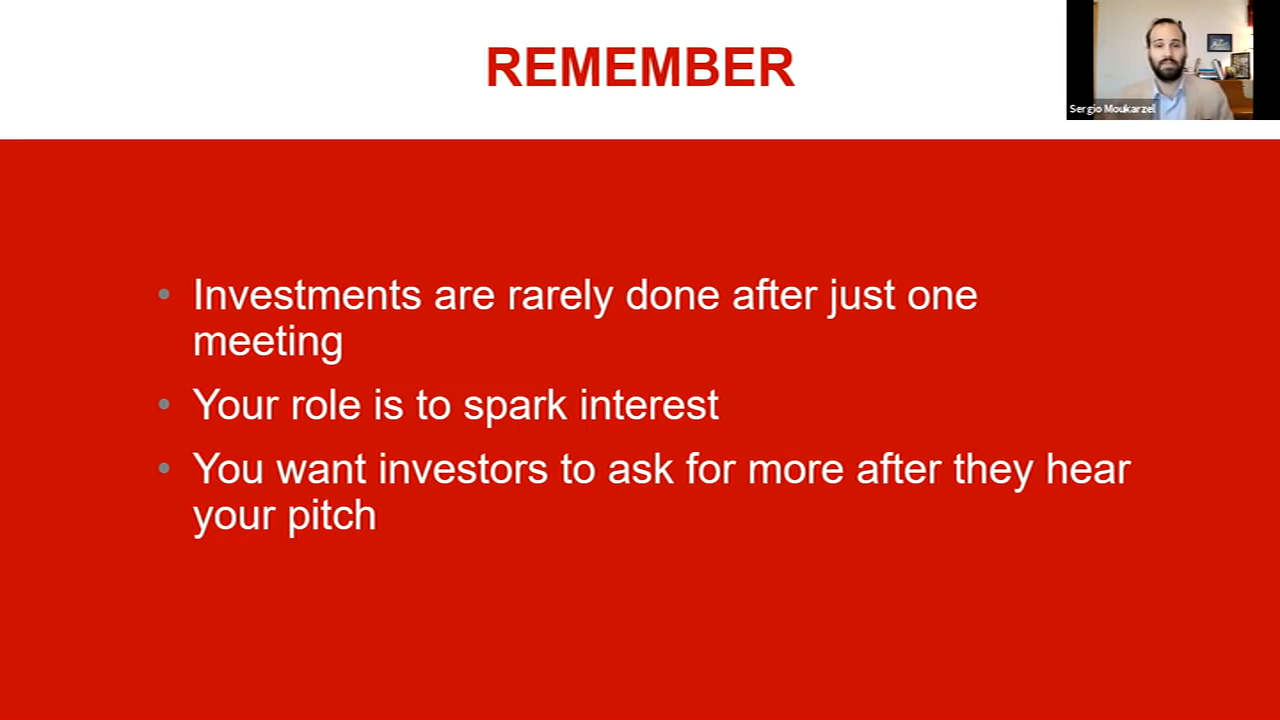 REMEMBER
Sergio Moukarzel
• Investments are rarely done after just one
meeting
• Your role is to spark interest
• You want investors to ask for more after they hear
your pitch